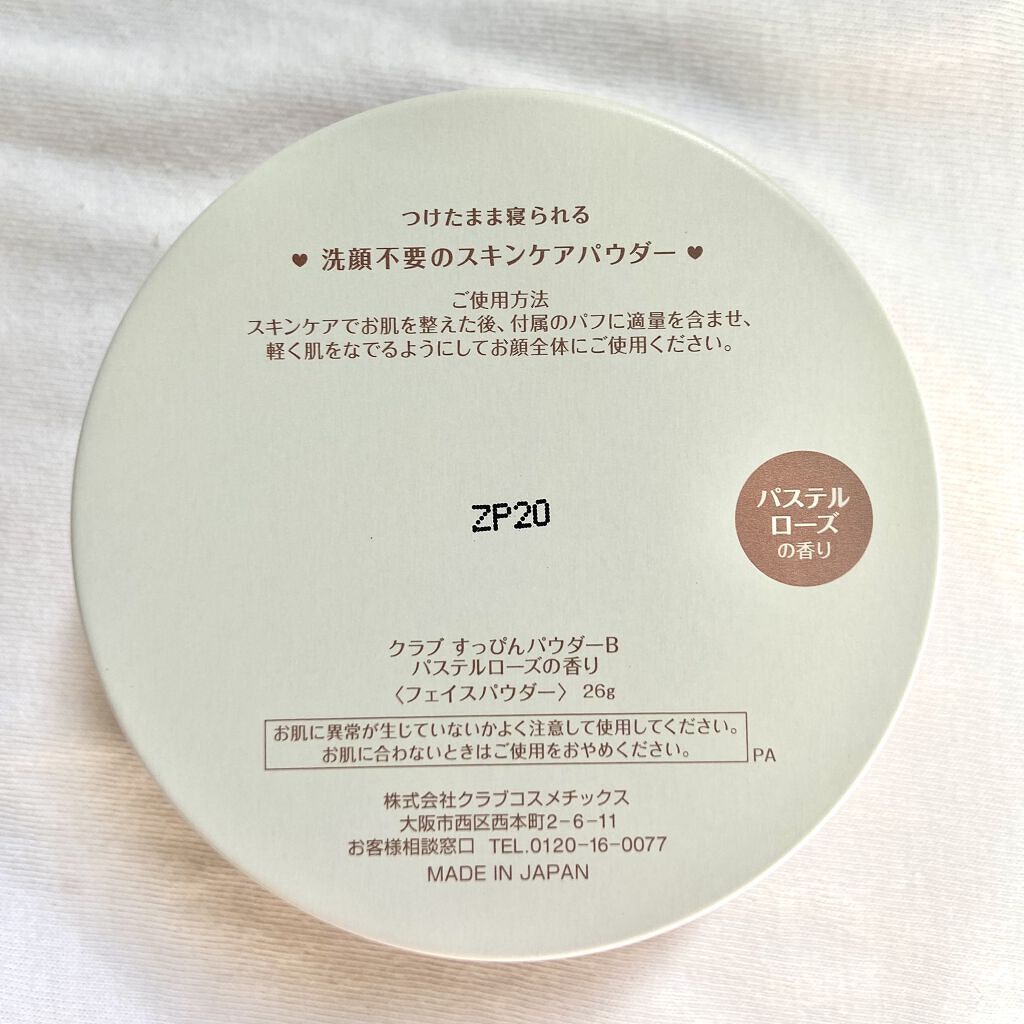 つけたまま寝られる
♥ 洗顔不要のスキンケアパウダー ♥
ご使用方法
スキンケアでお肌を整えた後、付属のパフに適量を含ませ、
軽く肌をなでるようにしてお顔全体にご使用ください。
ZP20
パステル
ローズ
の香り
クラブ すっぴんパウダーB
パステルローズの香り
〈フェイスパウダー〉 26g
お肌に異常が生じていないかよく注意して使用してください。
お肌に合わないときはご使用をおやめください。
PA
株式会社クラブコスメチックス
大阪市西区西本町2-6-11
お客様相談窓口 TEL.0120-16-0077
MADE IN JAPAN